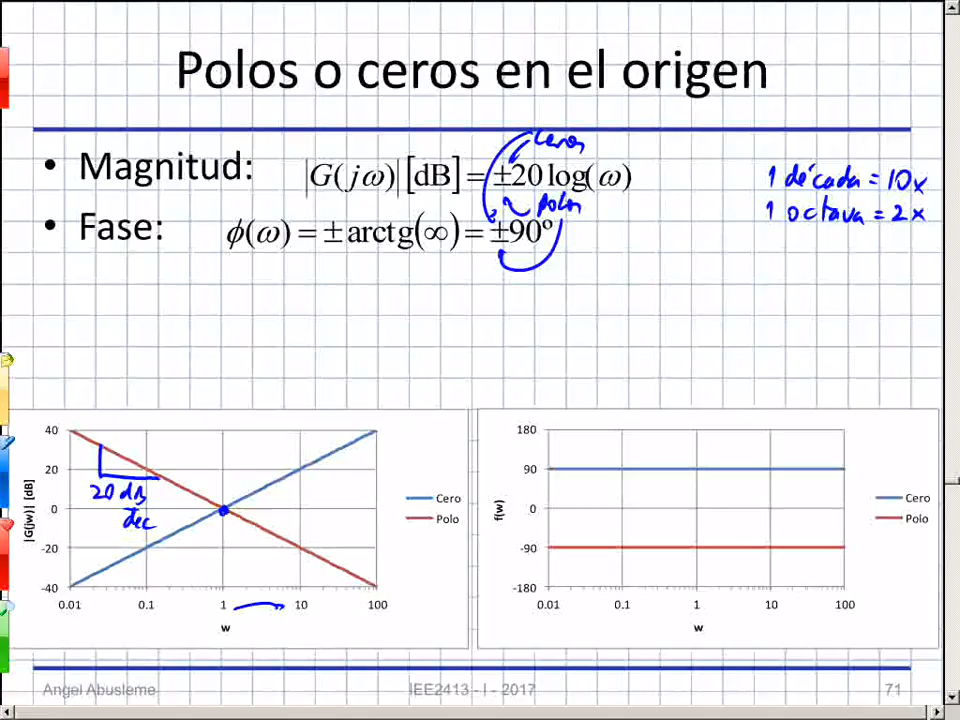 Polos o ceros en el origen
ceros
• Magnitud: |G(jω)| [dB] = ±20 log(ω)
1 década = 10x
polos
1 octava = 2x
• Fase: ϕ(ω) = ± arctg(∞) = ±90º
|G(jw)| [dB]
40
20
0
-20
-40
20 dB
dec
0.01 0.1 1 10 100
w
Cero
Polo
f(w)
180
90
0
-90
-180
0.01 0.1 1 10 100
w
Cero
Polo
Angel Abusleme IEE2413 - I - 2017 71